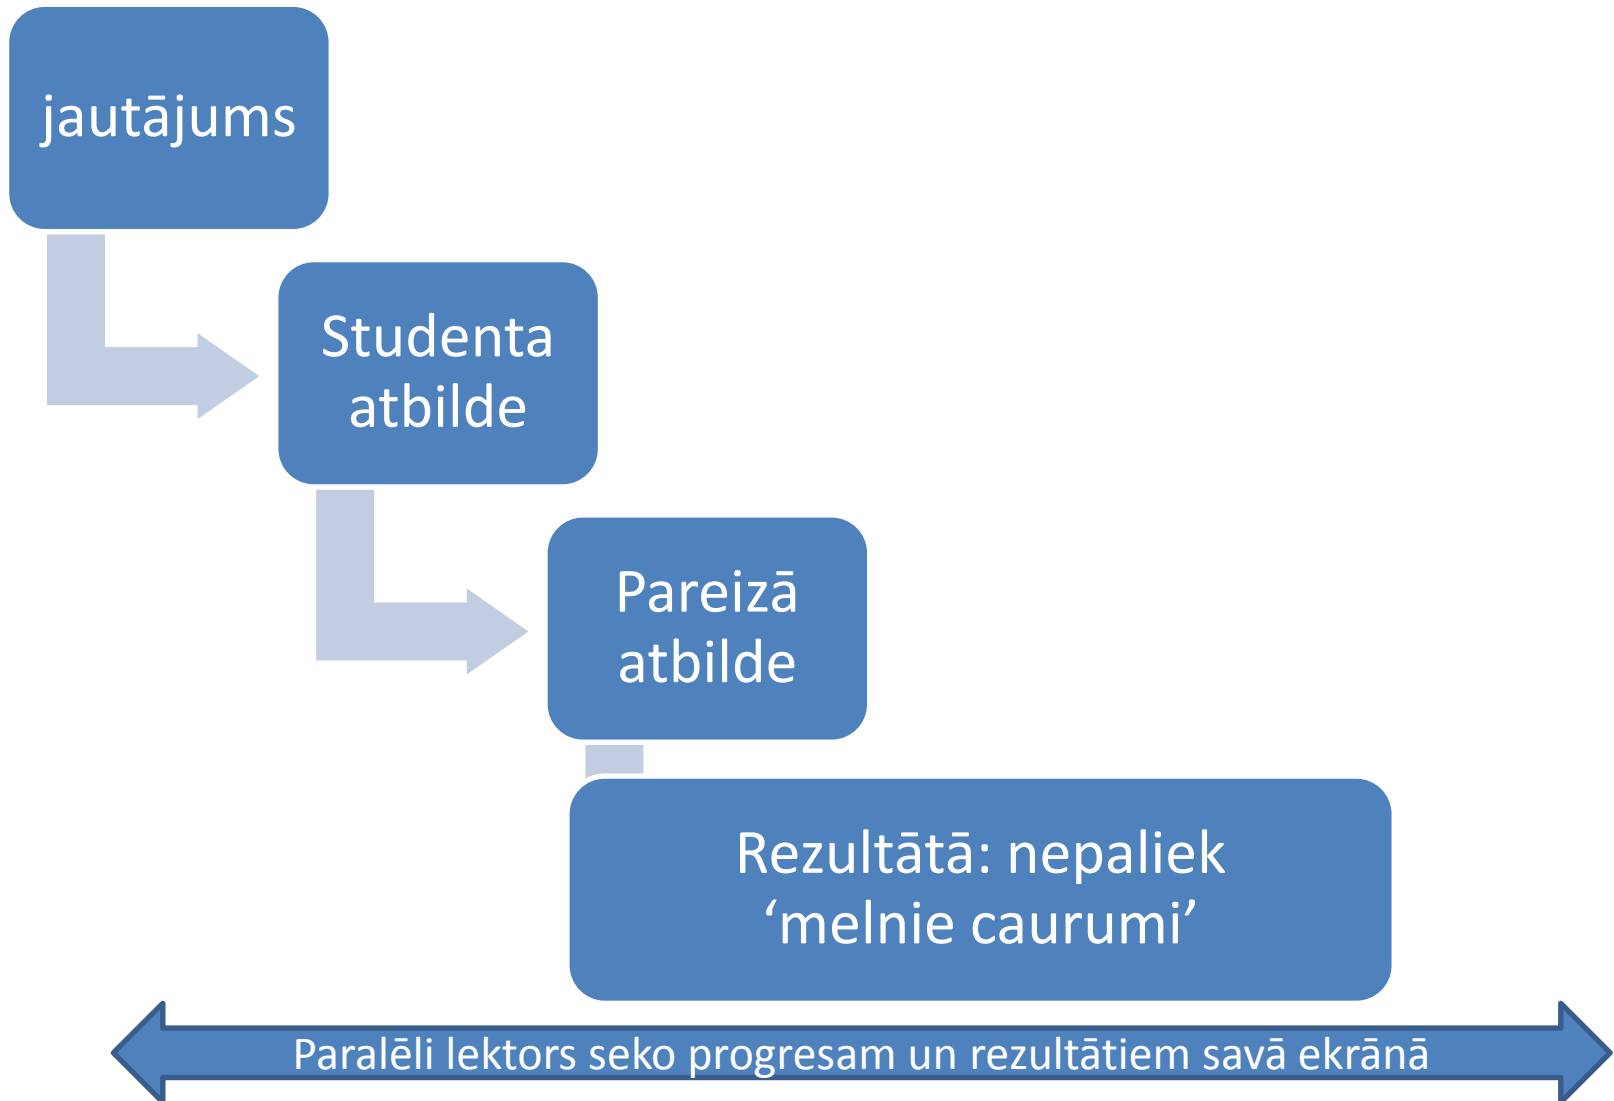 jautājums
Studenta
atbilde
Pareizā
atbilde
Rezultātā: nepaliek
‘melnie caurumi’
Paralēli lektors seko progresam un rezultātiem savā ekrānā